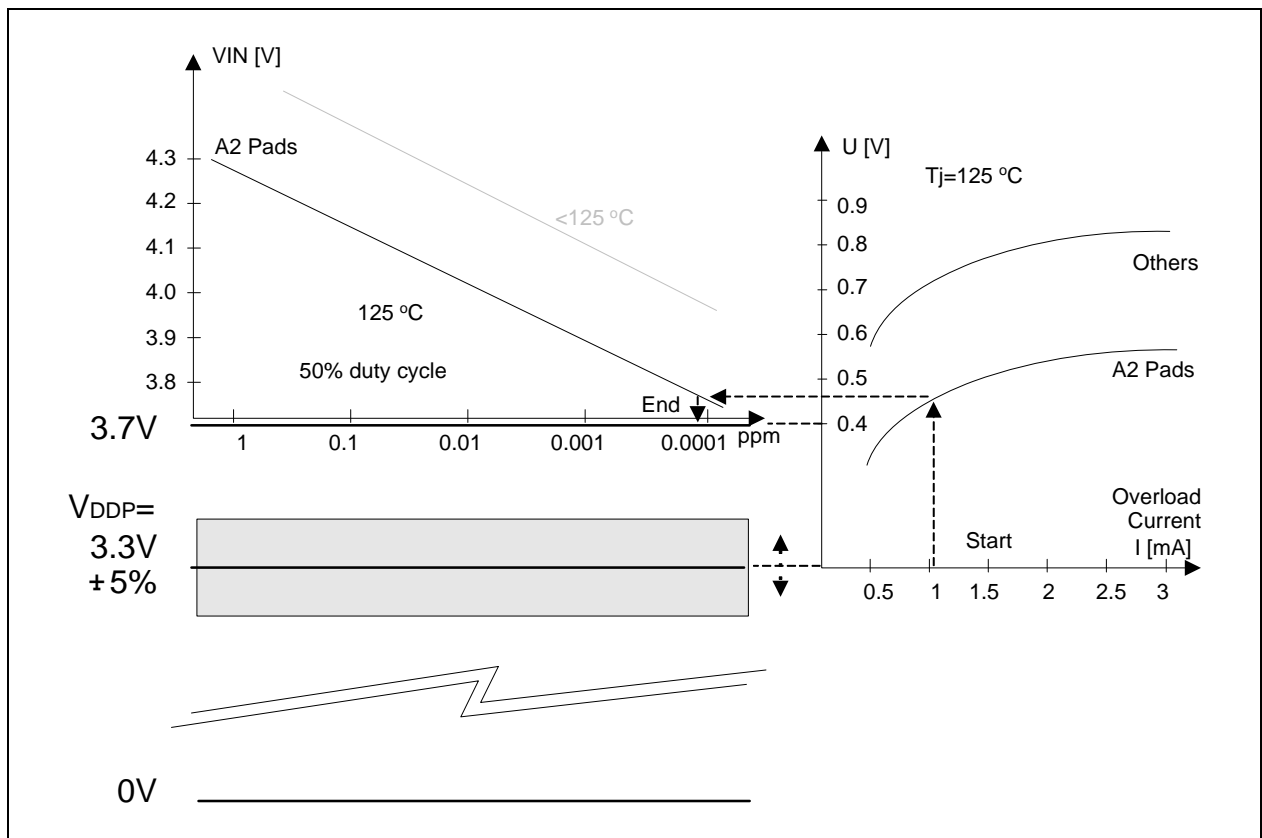 VIN [V]
A2 Pads
4.3
4.2
4.1
4.0
3.9
3.8
<125 °C
125 °C
50% duty cycle
End
3.7V
1
0.1
0.01
0.001
0.0001
ppm
VDDP=
3.3V
±5%
0V
U [V]
Tj=125 °C
0.9
0.8
0.7
0.6
0.5
0.4
Others
A2 Pads
Overload
Current
I [mA]
Start
0.5
1
1.5
2
2.5
3